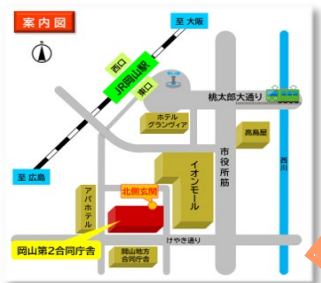 案内図
至 大阪
西口
JR岡山駅
東口
桃太郎大通り
ホテル
グランヴィア
高島屋
市役所筋
西川
至 広島
アパホテル
北側玄関
イオンモール
岡山第2合同庁舎
けやき通り
岡山地方
合同庁舎